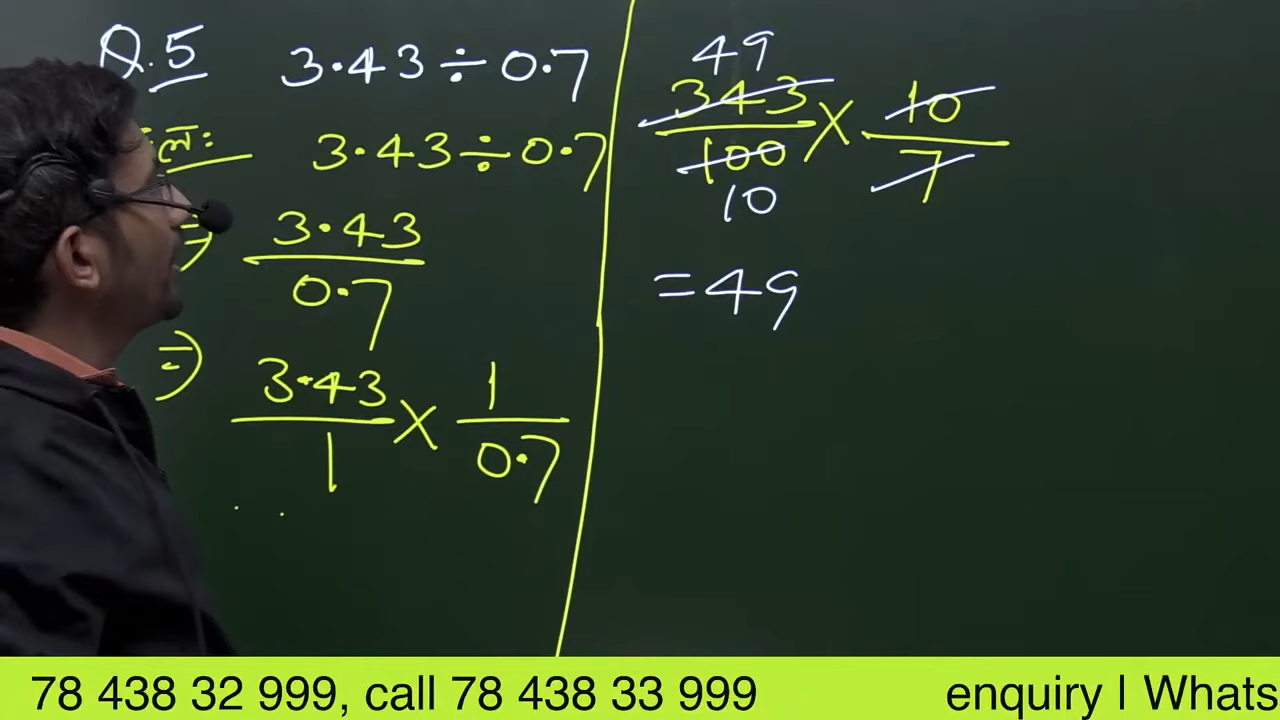 Q.5 3.43 ÷ 0.7
3.43 ÷ 0.7
⇒ 3.43
0.7
⇒ 3.43 × 1
1 0.7
49
343 × 10
100 7
10
= 49
78 438 32 999, call 78 438 33 999 enquiry I Whats